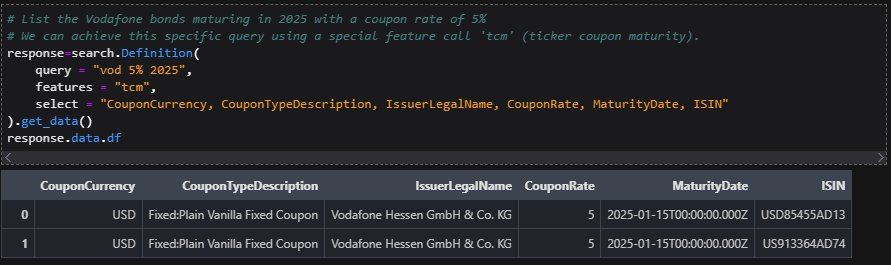 # List the Vodafone bonds maturing in 2025 with a coupon rate of 5%
# We can achieve this specific query using a special feature call 'tcm' (ticker coupon maturity).
response=search.Definition(
    query = "vod 5% 2025",
    features = "tcm",
    select = "CouponCurrency, CouponTypeDescription, IssuerLegalName, CouponRate, MaturityDate, ISIN"
).get_data()
response.data.df
CouponCurrency CouponTypeDescription IssuerLegalName CouponRate MaturityDate ISIN
0 USD Fixed:Plain Vanilla Fixed Coupon Vodafone Hessen GmbH & Co. KG 5 2025-01-15T00:00:00.000Z USD85455AD13
1 USD Fixed:Plain Vanilla Fixed Coupon Vodafone Hessen GmbH & Co. KG 5 2025-01-15T00:00:00.000Z US913364AD74